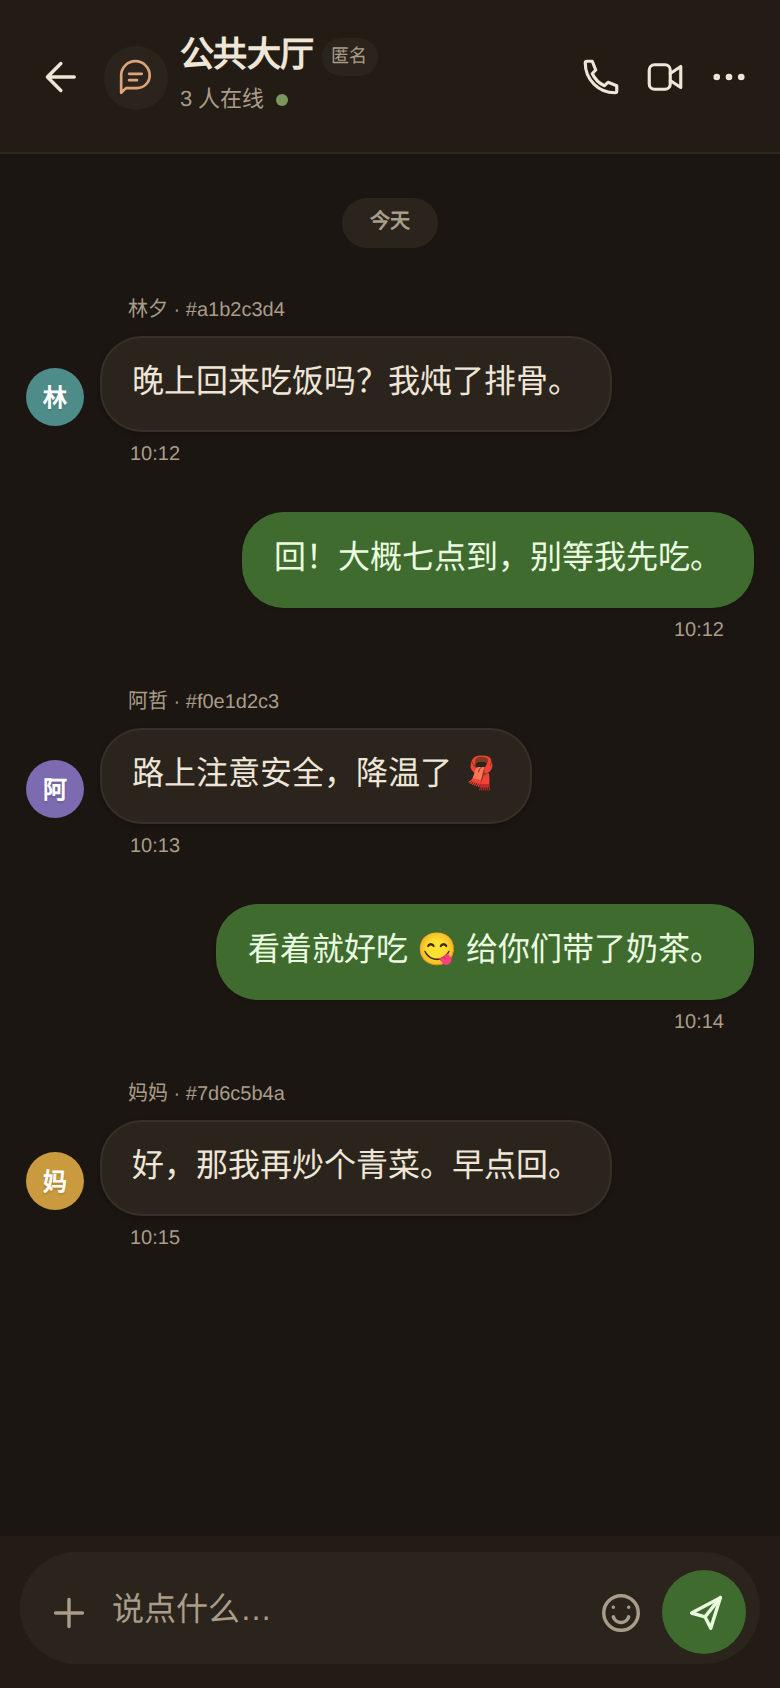 公共大厅 匿名
3 人在线
今天
林夕 · #a1b2c3d4
林
晚上回来吃饭吗？我炖了排骨。
10:12
回！大概七点到，别等我先吃。
10:12
阿哲 · #f0e1d2c3
阿
路上注意安全，降温了 🧣
10:13
看着就好吃 😋 给你们带了奶茶。
10:14
妈妈 · #7d6c5b4a
妈
好，那我再炒个青菜。早点回。
10:15
说点什么…